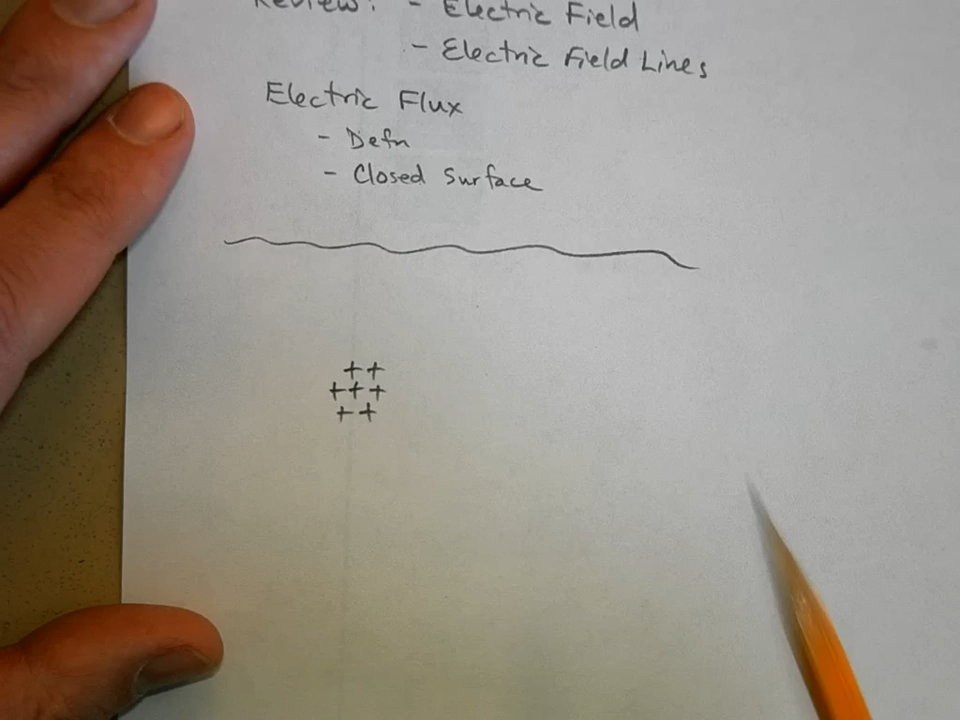 Review: - Electric Field
- Electric Field Lines
Electric Flux
- Defn
- Closed Surface
++
+++
++